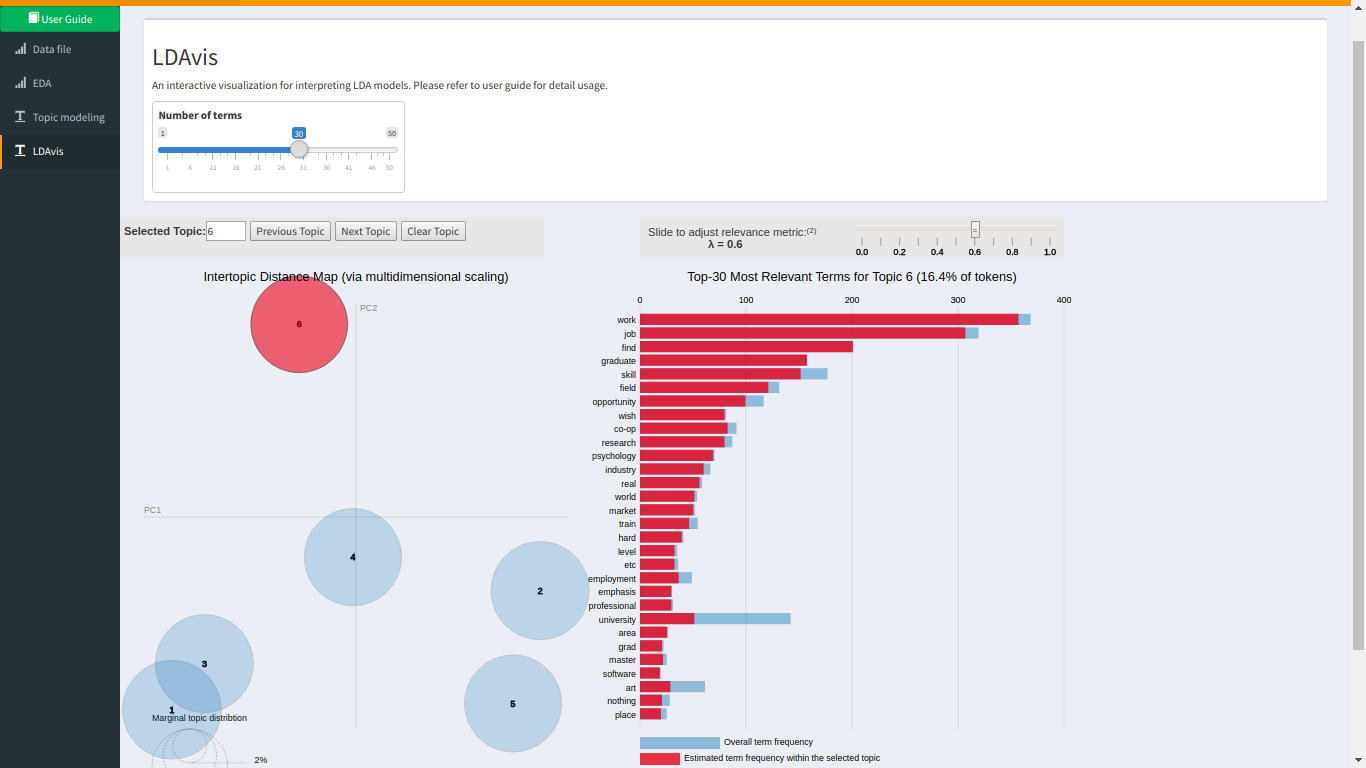 User Guide
Data file
EDA
Topic modeling
LDAvis
LDAvis
An interactive visualization for interpreting LDA models. Please refer to user guide for detail usage.
Number of terms
1 30 50
1 6 11 16 21 26 31 36 41 46 50
Selected Topic: 6 Previous Topic Next Topic Clear Topic
Slide to adjust relevance metric:(2)
λ = 0.6
0.0 0.2 0.4 0.6 0.8 1.0
Intertopic Distance Map (via multidimensional scaling)
PC2
6
PC1
4
2
3
1
5
Marginal topic distribtion
2%
Top-30 Most Relevant Terms for Topic 6 (16.4% of tokens)
0 100 200 300 400
work
job
find
graduate
skill
field
opportunity
wish
co-op
research
psychology
industry
real
world
market
train
hard
level
etc
employment
emphasis
professional
university
area
grad
master
software
art
nothing
place
Overall term frequency
Estimated term frequency within the selected topic